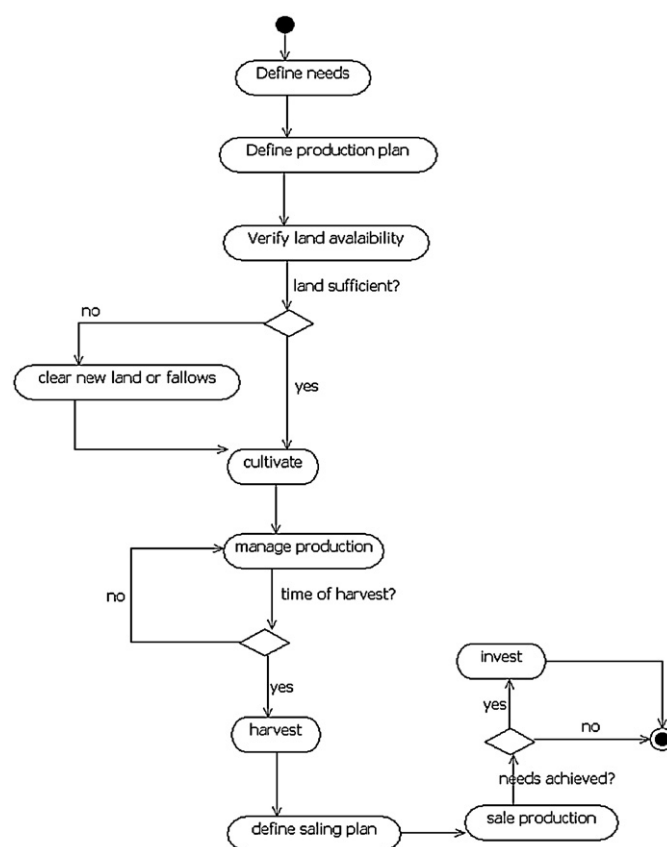 Define needs
Define production plan
Verify land avalaibility
land sufficient?
no
clear new land or fallows
yes
cultivate
manage production
no
time of harvest?
yes
harvest
define saling plan
sale production
needs achieved?
yes
no
invest